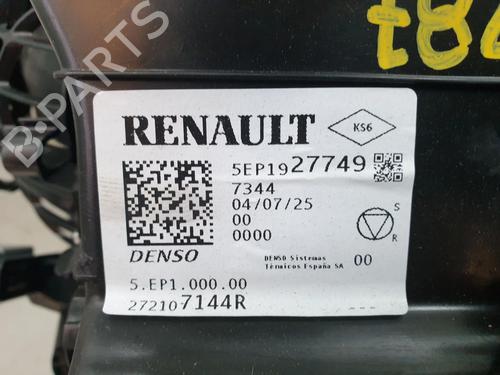 t87
RENAULT
KS6
5EP1927749
7344
04/07/25
00
0000
S
R
DENSO
DENSO Sistemas
Térmicos España SA
00
5.EP1.000.00
272107144R
B-PARTS